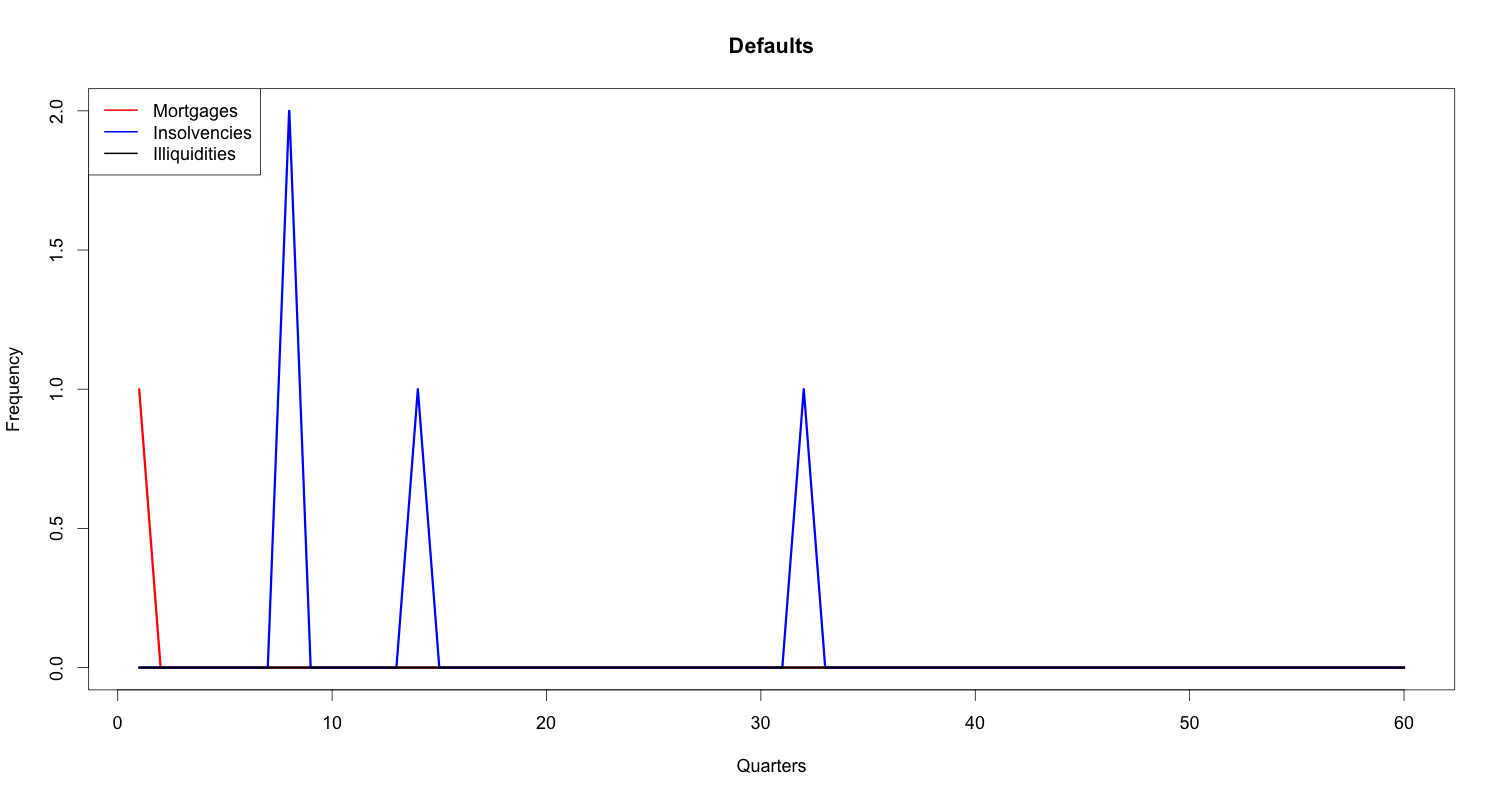 Defaults
Mortgages
Insolvencies
Illiquidities
2.0
1.5
1.0
0.5
0.0
Frequency
0 10 20 30 40 50 60
Quarters